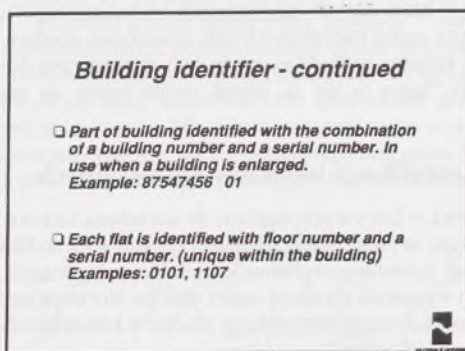 Building identifier - continued
❑ Part of building identified with the combination
of a building number and a serial number. In
use when a building is enlarged.
Example: 87547456 01
❑ Each flat is identified with floor number and a
serial number. (unique within the building)
Examples: 0101, 1107